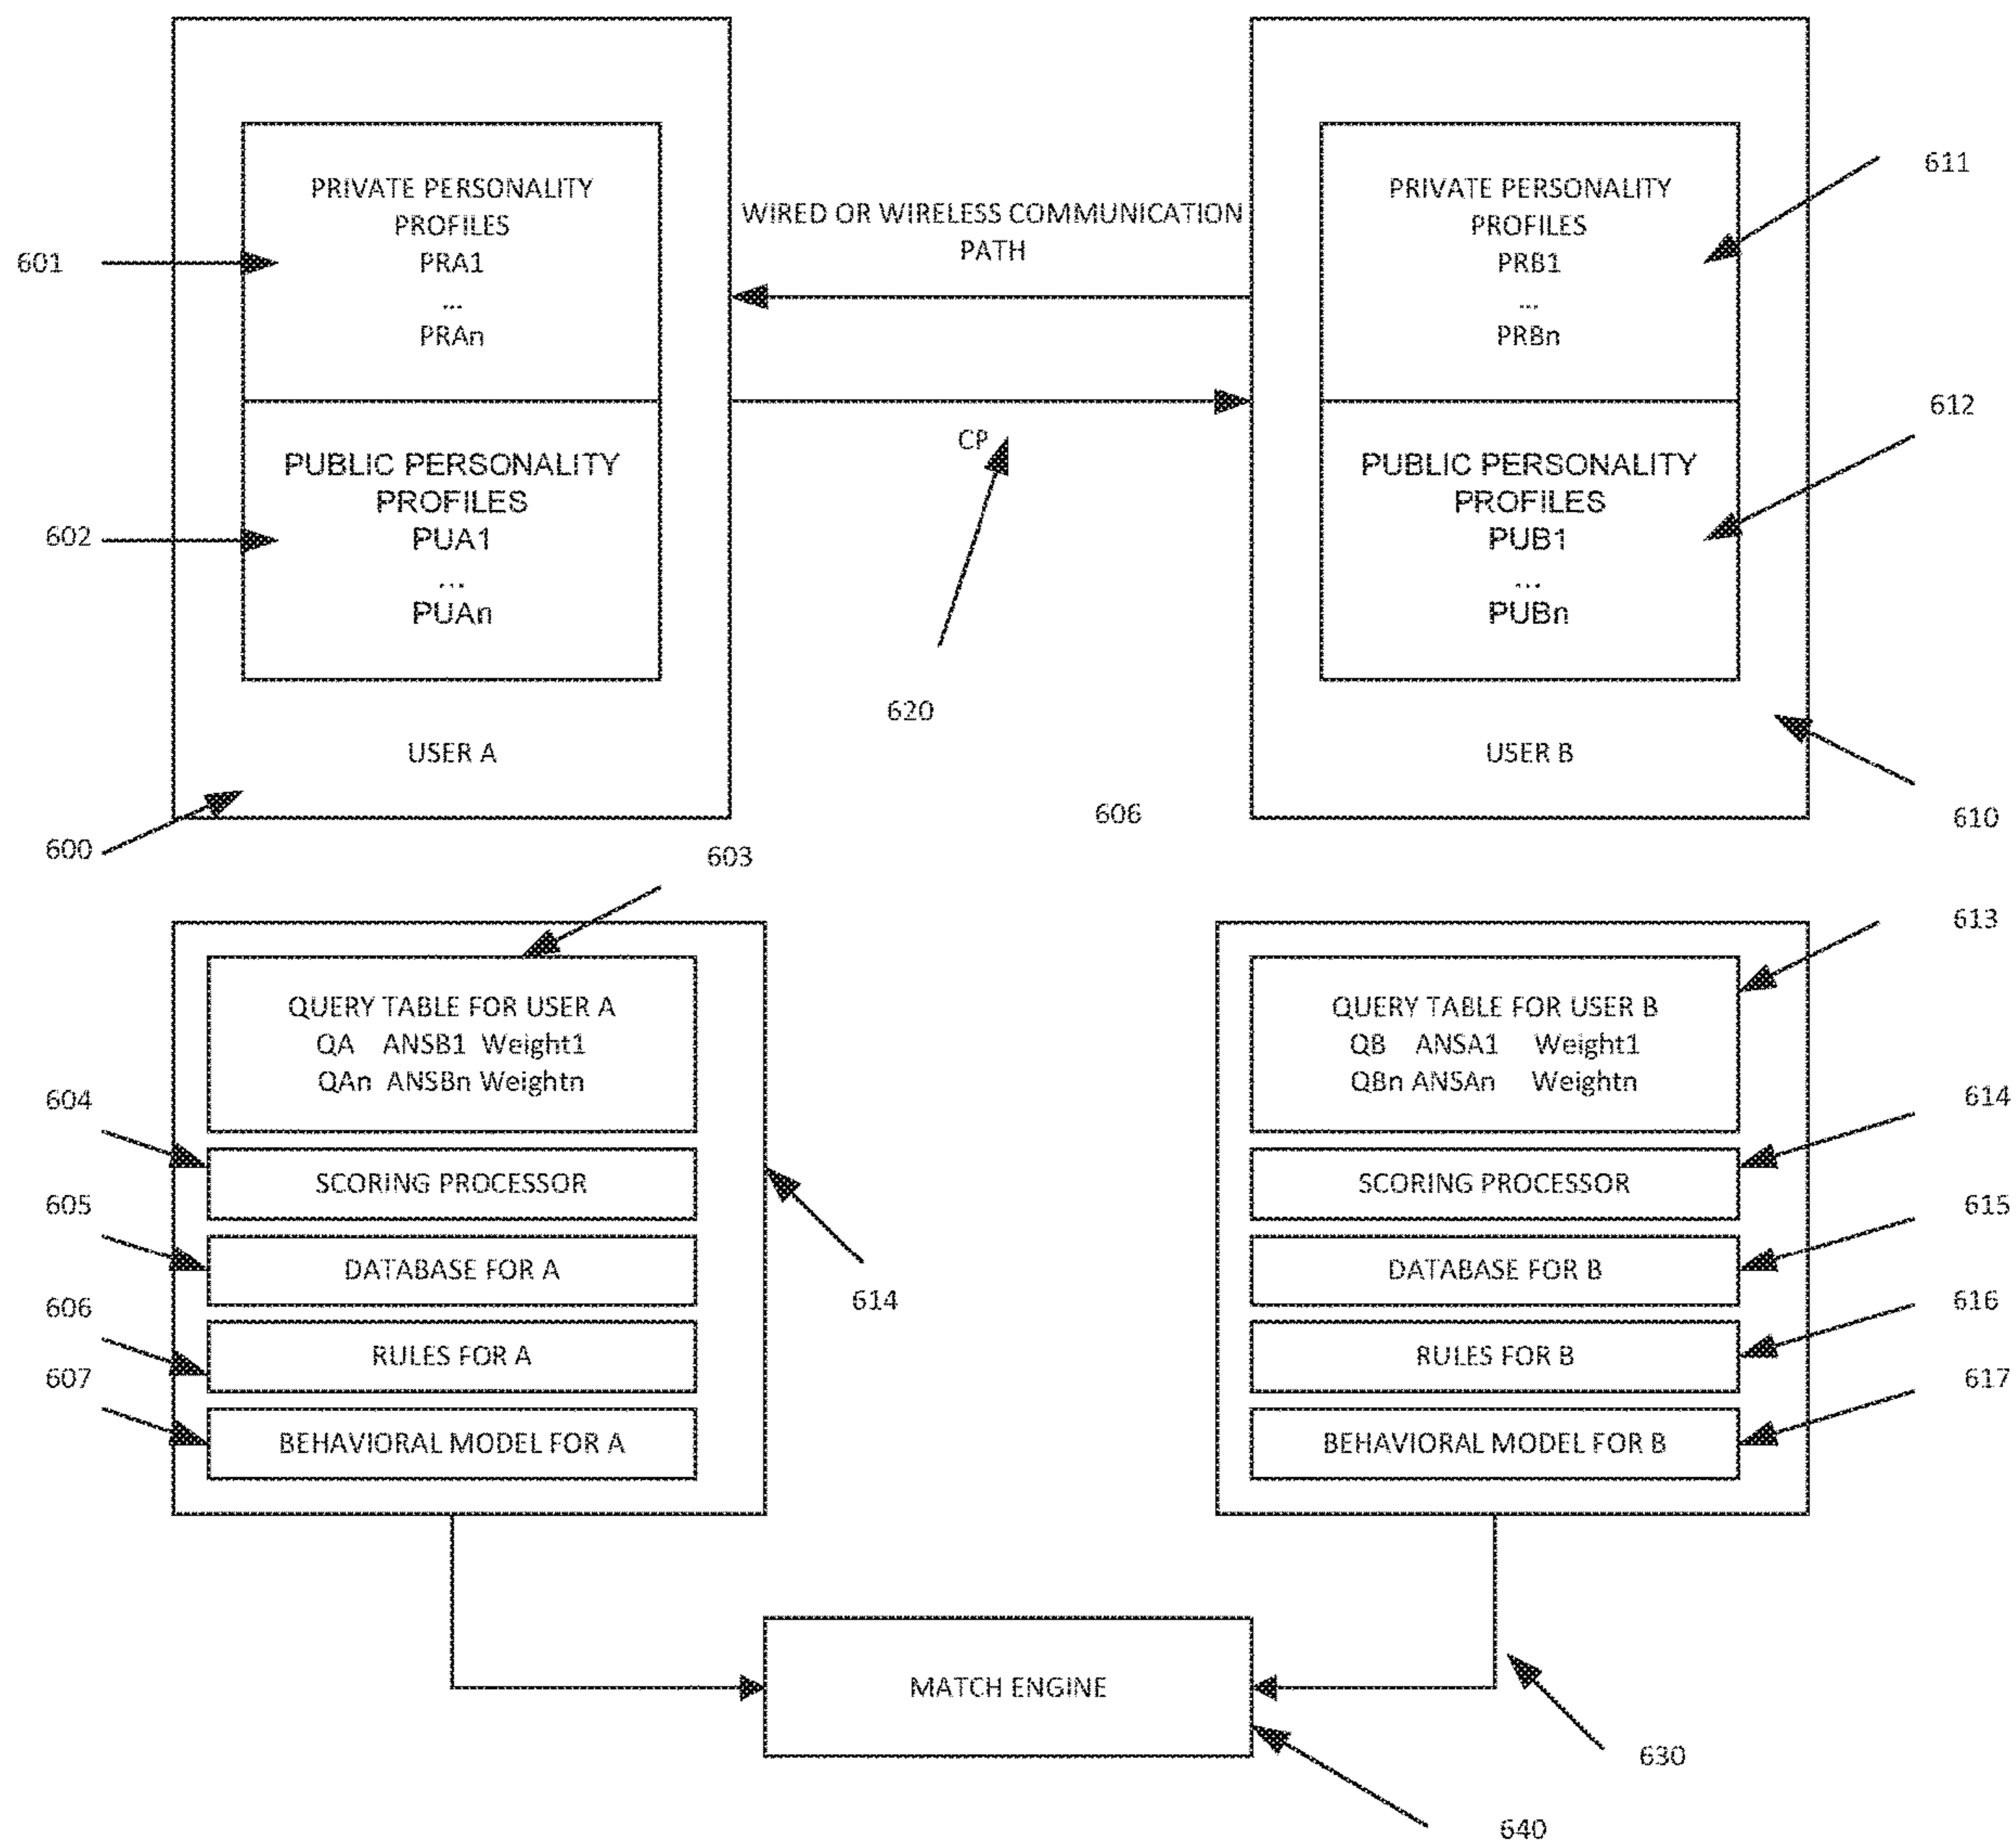 PRIVATE PERSONALITY
PROFILES
PRA1
...
PRAn
601
PUBLIC PERSONALITY
PROFILES
PUA1
...
PUAn
602
USER A
600
WIRED OR WIRELESS COMMUNICATION
PATH
CP
620
PRIVATE PERSONALITY
PROFILES
PRB1
...
PRBn
611
PUBLIC PERSONALITY
PROFILES
PUB1
...
PUBn
612
USER B
610
606
603
QUERY TABLE FOR USER A
QA ANSB1 Weight1
QAn ANSBn Weightn
604
SCORING PROCESSOR
605
DATABASE FOR A
606
RULES FOR A
607
BEHAVIORAL MODEL FOR A
614
613
QUERY TABLE FOR USER B
QB ANSA1 Weight1
QBn ANSAn Weightn
614
SCORING PROCESSOR
615
DATABASE FOR B
616
RULES FOR B
617
BEHAVIORAL MODEL FOR B
MATCH ENGINE
630
640